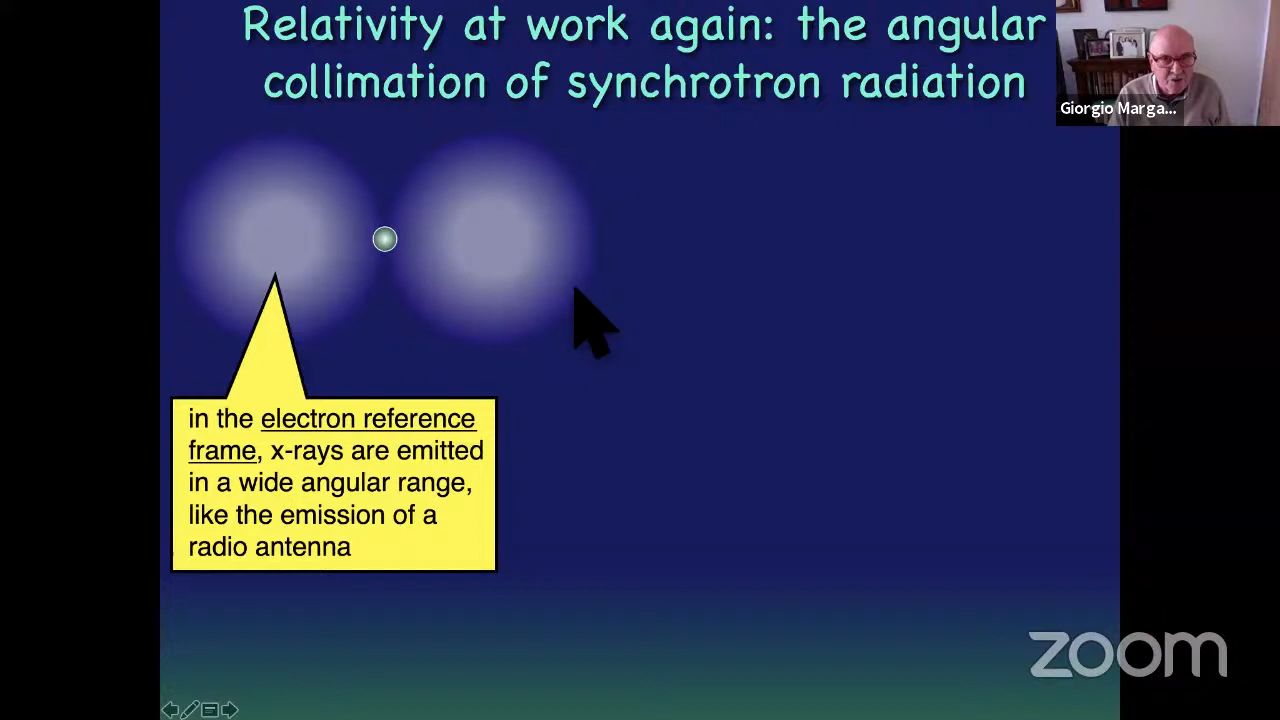 Relativity at work again: the angular
collimation of synchrotron radiation
Giorgio Marga...
in the electron reference
frame, x-rays are emitted
in a wide angular range,
like the emission of a
radio antenna
zoom